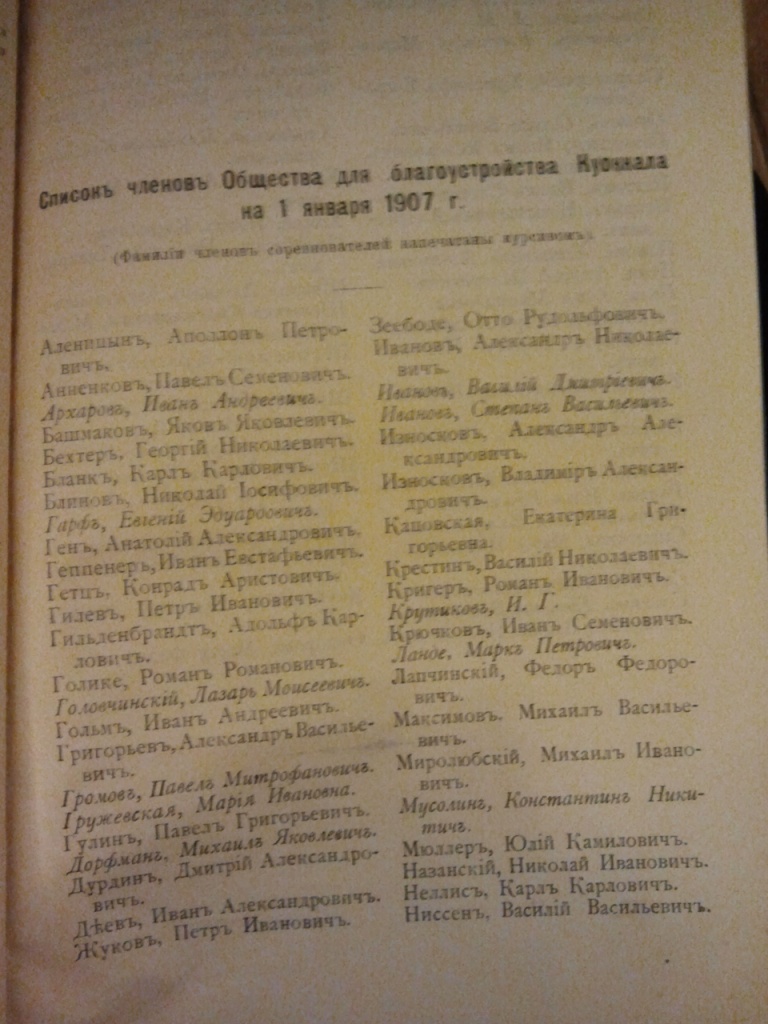 Списокъ членовъ Общества для благоустройства Куоккала
на 1 января 1907 г.
(Фамиліи членовъ соревнователей напечатаны курсивомъ).
Аленицынъ, Аполлонъ Петро-
вичъ.
Анненковъ, Павелъ Семеновичъ.
Архаровъ, Иванъ Андреевичъ.
Башмаковъ, Яковъ Яковлевичъ.
Бехтеръ, Георгій Николаевичъ.
Бланкъ, Карлъ Карловичъ.
Блиновъ, Николай Іосифовичъ.
Гарфъ, Евгеній Эдуардовичъ.
Генъ, Анатолій Александровичъ.
Геппенеръ, Иванъ Евстафьевичъ.
Гетцъ, Конрадъ Аристовичъ.
Гилевъ, Петръ Ивановичъ.
Гильденбрандтъ, Адольфъ Кар-
ловичъ.
Голике, Романъ Романовичъ.
Головчинскій, Лазарь Моисеевичъ.
Гольмъ, Иванъ Андреевичъ.
Григорьевъ, Александръ Василье-
вичъ.
Громовъ, Павелъ Митрофановичъ.
Гружевская, Марія Ивановна.
Гулинъ, Павелъ Григорьевичъ.
Дорфманъ, Михаилъ Яковлевичъ.
Дурдинъ, Дмитрій Александро-
вичъ.
Дѣевъ, Иванъ Александровичъ.
Жуковъ, Петръ Ивановичъ.
Зеебоде, Отто Рудольфовичъ.
Ивановъ, Александръ Николае-
вичъ.
Ивановъ, Василій Дмитріевичъ.
Ивановъ, Степанъ Васильевичъ.
Износковъ, Александръ Але-
ксандровичъ.
Износковъ, Владиміръ Алексан-
дровичъ.
Кацовская, Екатерина Гри-
горьевна.
Крестинъ, Василій Николаевичъ.
Кригеръ, Романъ Ивановичъ.
Крутиковъ, И. Г.
Крючковъ, Иванъ Семеновичъ.
Ланде, Маркъ Петровичъ.
Лапчинскій, Федоръ Федоро-
вичъ.
Максимовъ, Михаилъ Василье-
вичъ.
Миролюбскій, Михаилъ Ивано-
вичъ.
Мусолинъ, Константинъ Ники-
тичъ.
Мюллеръ, Юлій Камиловичъ.
Назанскій, Николай Ивановичъ.
Неллисъ, Карлъ Карловичъ.
Ниссенъ, Василій Васильевичъ.